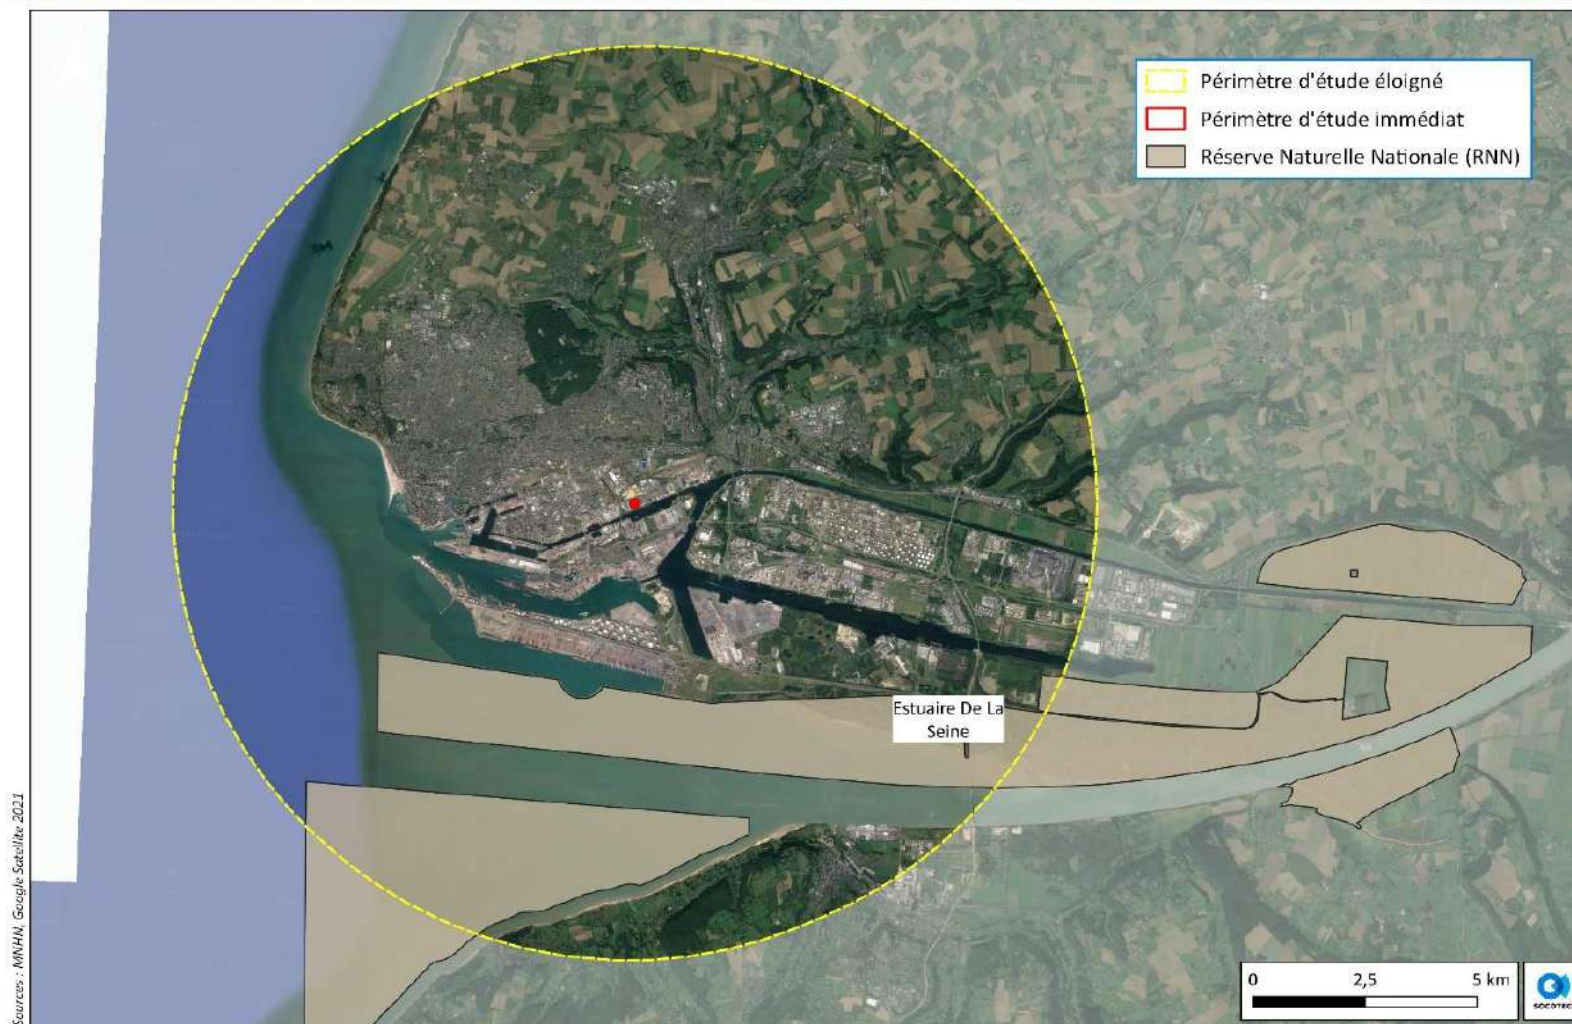 Périmètre d'étude éloigné
Périmètre d'étude immédiat
Réserve Naturelle Nationale (RNN)
Estuaire De La
Seine
Sources : MNHN, Google Satellite 2021
0 2,5 5 km
SOCOTEC